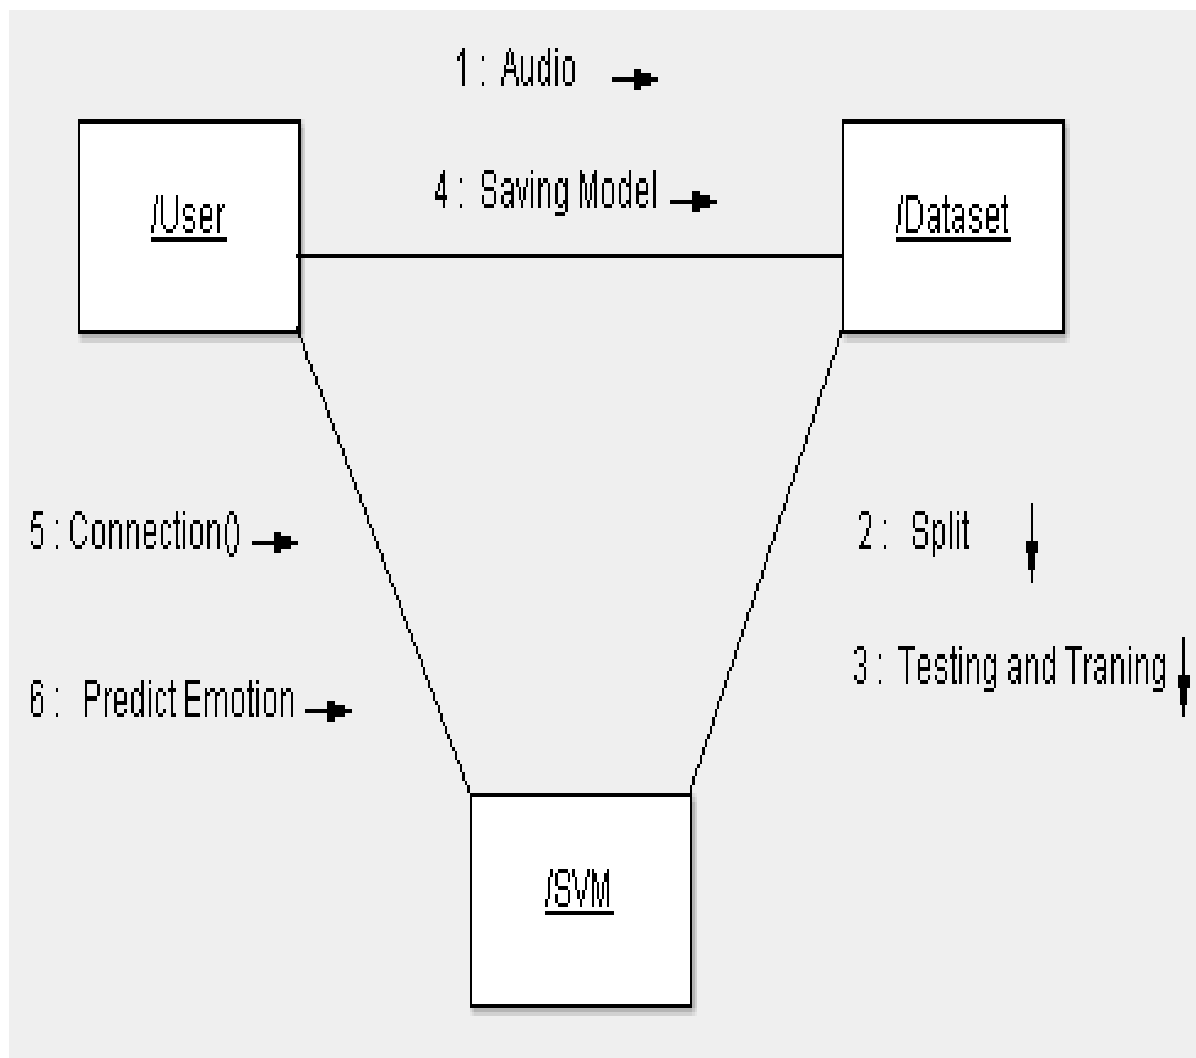 1 : Audio
4 : Saving Model
/User
/Dataset
5 : Connection()
2 : Split
3 : Testing and Traning
6 : Predict Emotion
/SVM